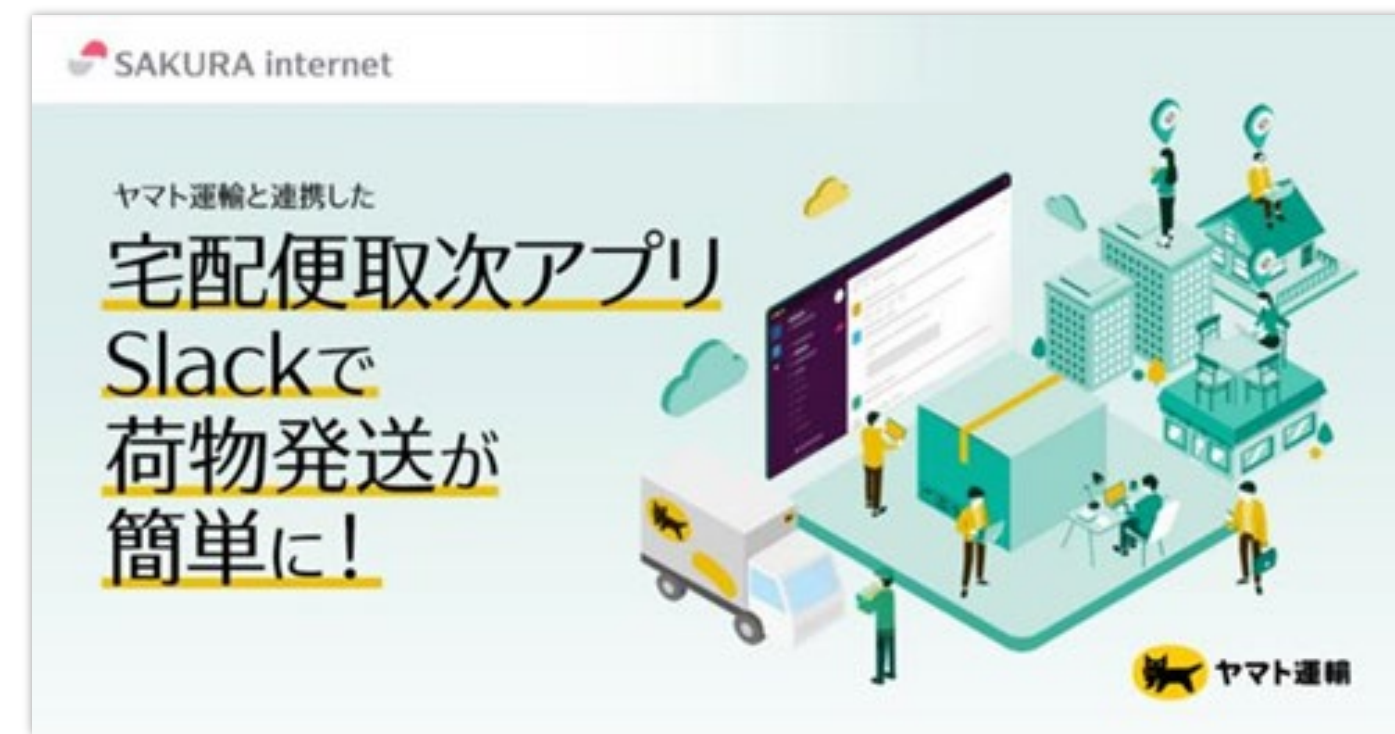 SAKURA internet
ヤマト運輸と連携した
宅配便取次アプリ
Slackで
荷物発送が
簡単に！
ヤマト運輸